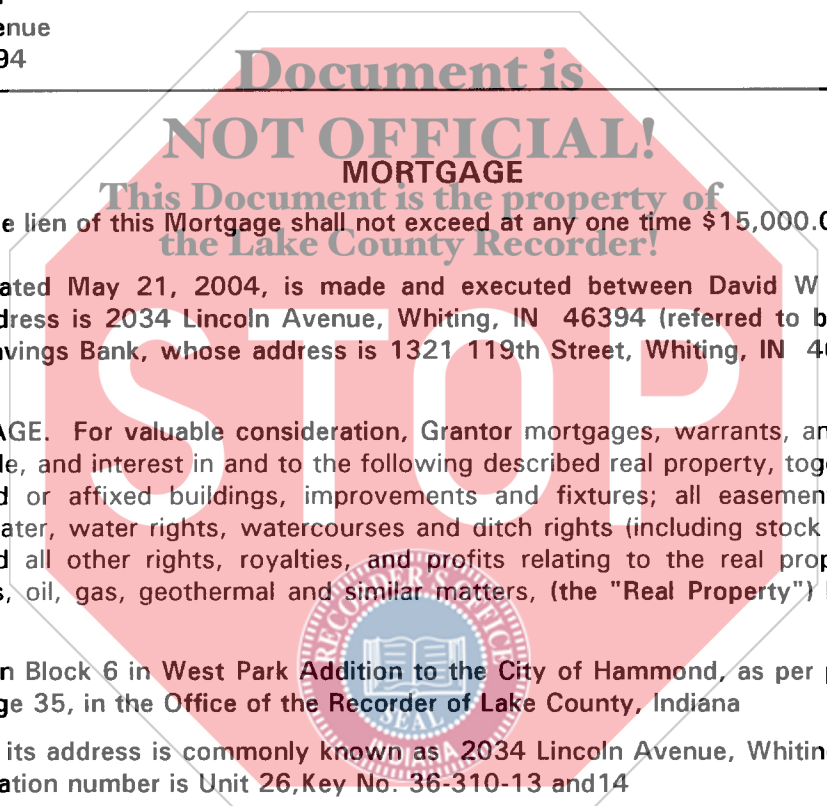 enue
94
Document is
NOT OFFICIAL!
MORTGAGE
This Document is the property of
e lien of this Mortgage shall not exceed at any one time $15,000.0
the Lake County Recorder!
ated May 21, 2004, is made and executed between David W
dress is 2034 Lincoln Avenue, Whiting, IN 46394 (referred to b
avings Bank, whose address is 1321 119th Street, Whiting, IN 46
STOP
AGE. For valuable consideration, Grantor mortgages, warrants, an
le, and interest in and to the following described real property, toge
d or affixed buildings, improvements and fixtures; all easemen
ater, water rights, watercourses and ditch rights (including stock
d all other rights, royalties, and profits relating to the real prop
s, oil, gas, geothermal and similar matters, (the "Real Property")
RECORDER'S OFFICE
n Block 6 in West Park Addition to the City of Hammond, as per p
ge 35, in the Office of the Recorder of Lake County, Indiana
SEAL
INDIANA
its address is commonly known as 2034 Lincoln Avenue, Whitin
ation number is Unit 26,Key No. 36-310-13 and14